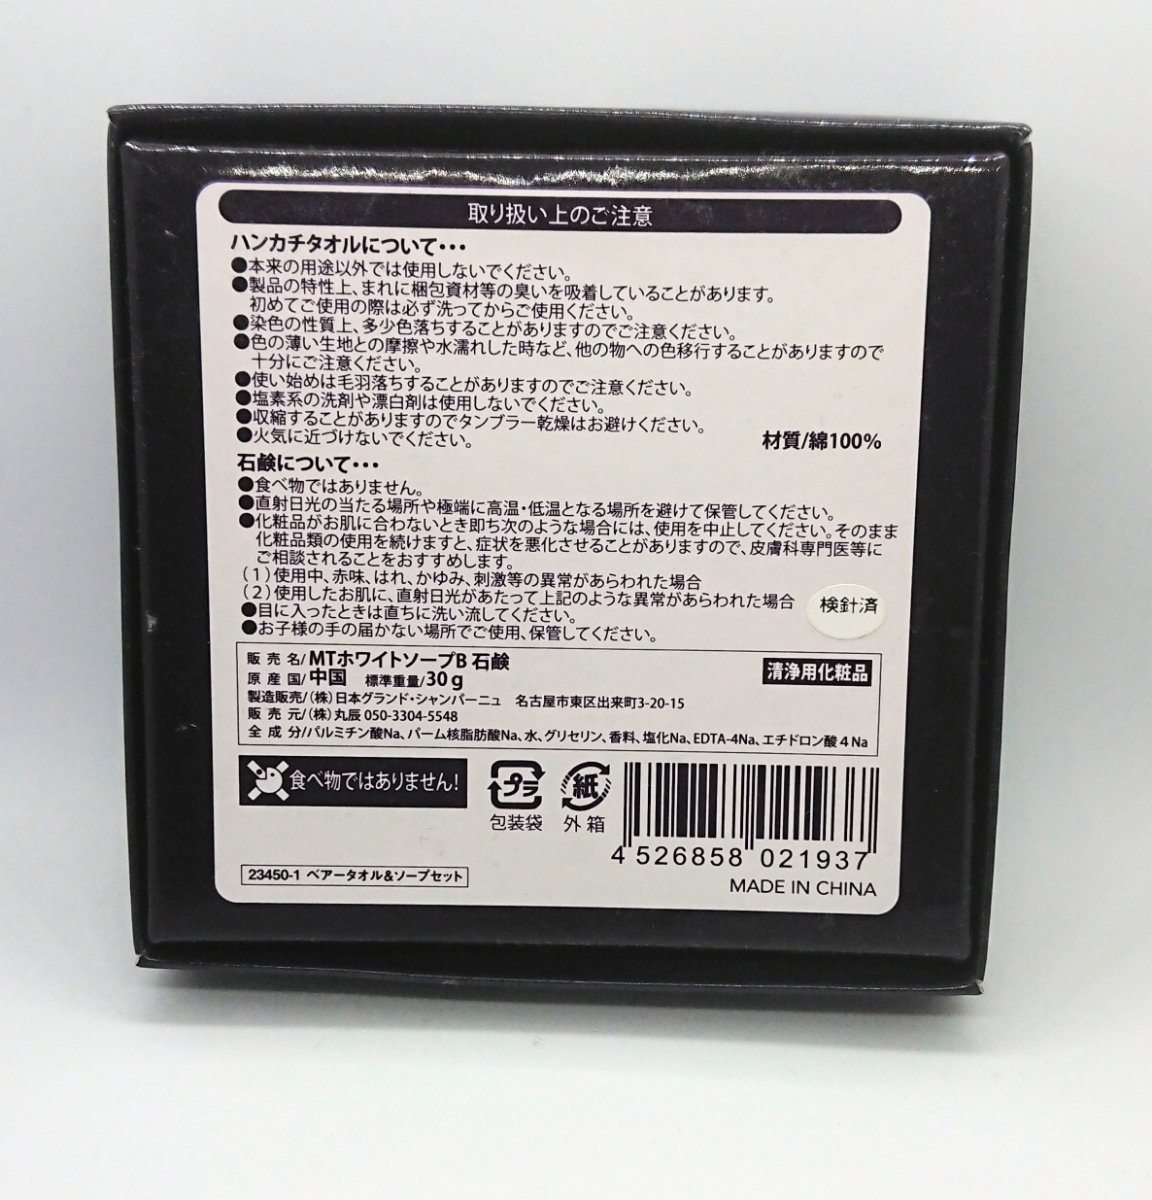 取り扱い上のご注意
ハンカチタオルについて・・・
●本来の用途以外では使用しないでください。
●製品の特性上、まれに梱包資材等の臭いを吸着していることがあります。
初めてご使用の際は必ず洗ってからご使用ください。
●染色の性質上、多少色落ちすることがありますのでご注意ください。
●色の薄い生地との摩擦や水濡れした時など、他の物への色移行することがありますので
十分にご注意ください。
●使い始めは毛羽落ちすることがありますのでご注意ください。
●塩素系の洗剤や漂白剤は使用しないでください。
●収縮することがありますのでタンブラー乾燥はお避けください。
●火気に近づけないでください。
材質/綿100%
石鹸について・・・
●食べ物ではありません。
●直射日光の当たる場所や極端に高温・低温となる場所を避けて保管してください。
●化粧品がお肌に合わないとき即ち次のような場合には、使用を中止してください。そのまま
化粧品類の使用を続けますと、症状を悪化させることがありますので、皮膚科専門医等に
ご相談されることをおすすめします。
(1)使用中、赤味、はれ、かゆみ、刺激等の異常があらわれた場合
(2)使用したお肌に、直射日光があたって上記のような異常があらわれた場合
●目に入ったときは直ちに洗い流してください。
●お子様の手の届かない場所でご使用、保管してください。
検針済
販売名/MTホワイトソープB 石鹸
清浄用化粧品
原産国/中国 標準重量/30g
製造販売/(株)日本グランド・シャンパーニュ 名古屋市東区出来町3-20-15
販売元/(株)丸辰 050-3304-5548
全成分/パルミチン酸Na、パーム核脂肪酸Na、水、グリセリン、香料、塩化Na、EDTA-4Na、エチドロン酸4Na
食べ物ではありません!
プラ
包装袋
紙
外箱
4 526858 021937
MADE IN CHINA
23450-1 ベアータオル&ソープセット